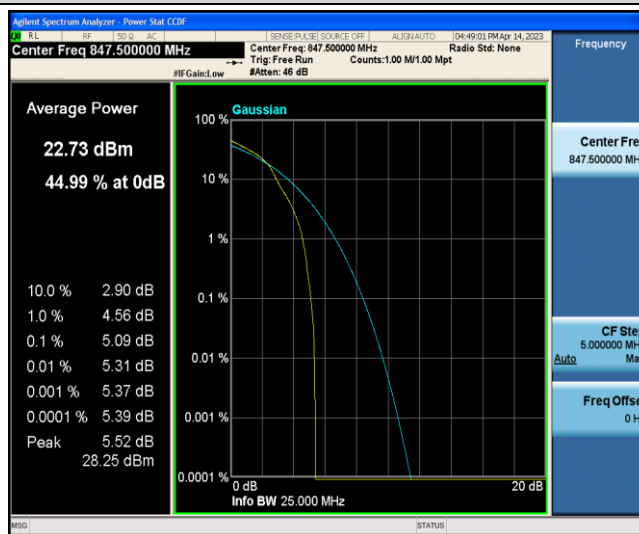 Agilent Spectrum Analyzer - Power Stat CCDF
RL RF 50 Ω AC SENSE:PULSE SOURCE OFF ALIGN AUTO 04:49:01 PM Apr 14, 2023
Center Freq 847.500000 MHz
Center Freq: 847.500000 MHz Radio Std: None
Trig: Free Run Counts:1.00 M/1.00 Mpt
#IFGain:Low #Atten: 46 dB
Frequency
Average Power
22.73 dBm
44.99 % at 0dB
10.0 % 2.90 dB
1.0 % 4.56 dB
0.1 % 5.09 dB
0.01 % 5.31 dB
0.001 % 5.37 dB
0.0001 % 5.39 dB
Peak 5.52 dB
28.25 dBm
Gaussian
100 %
10 %
1 %
0.1 %
0.01 %
0.001 %
0.0001 %
0 dB 20 dB
Info BW 25.000 MHz
Center Fre
847.500000 MH
CF Ste
5.000000 MH
Auto Ma
Freq Offse
0 H
MSG STATUS